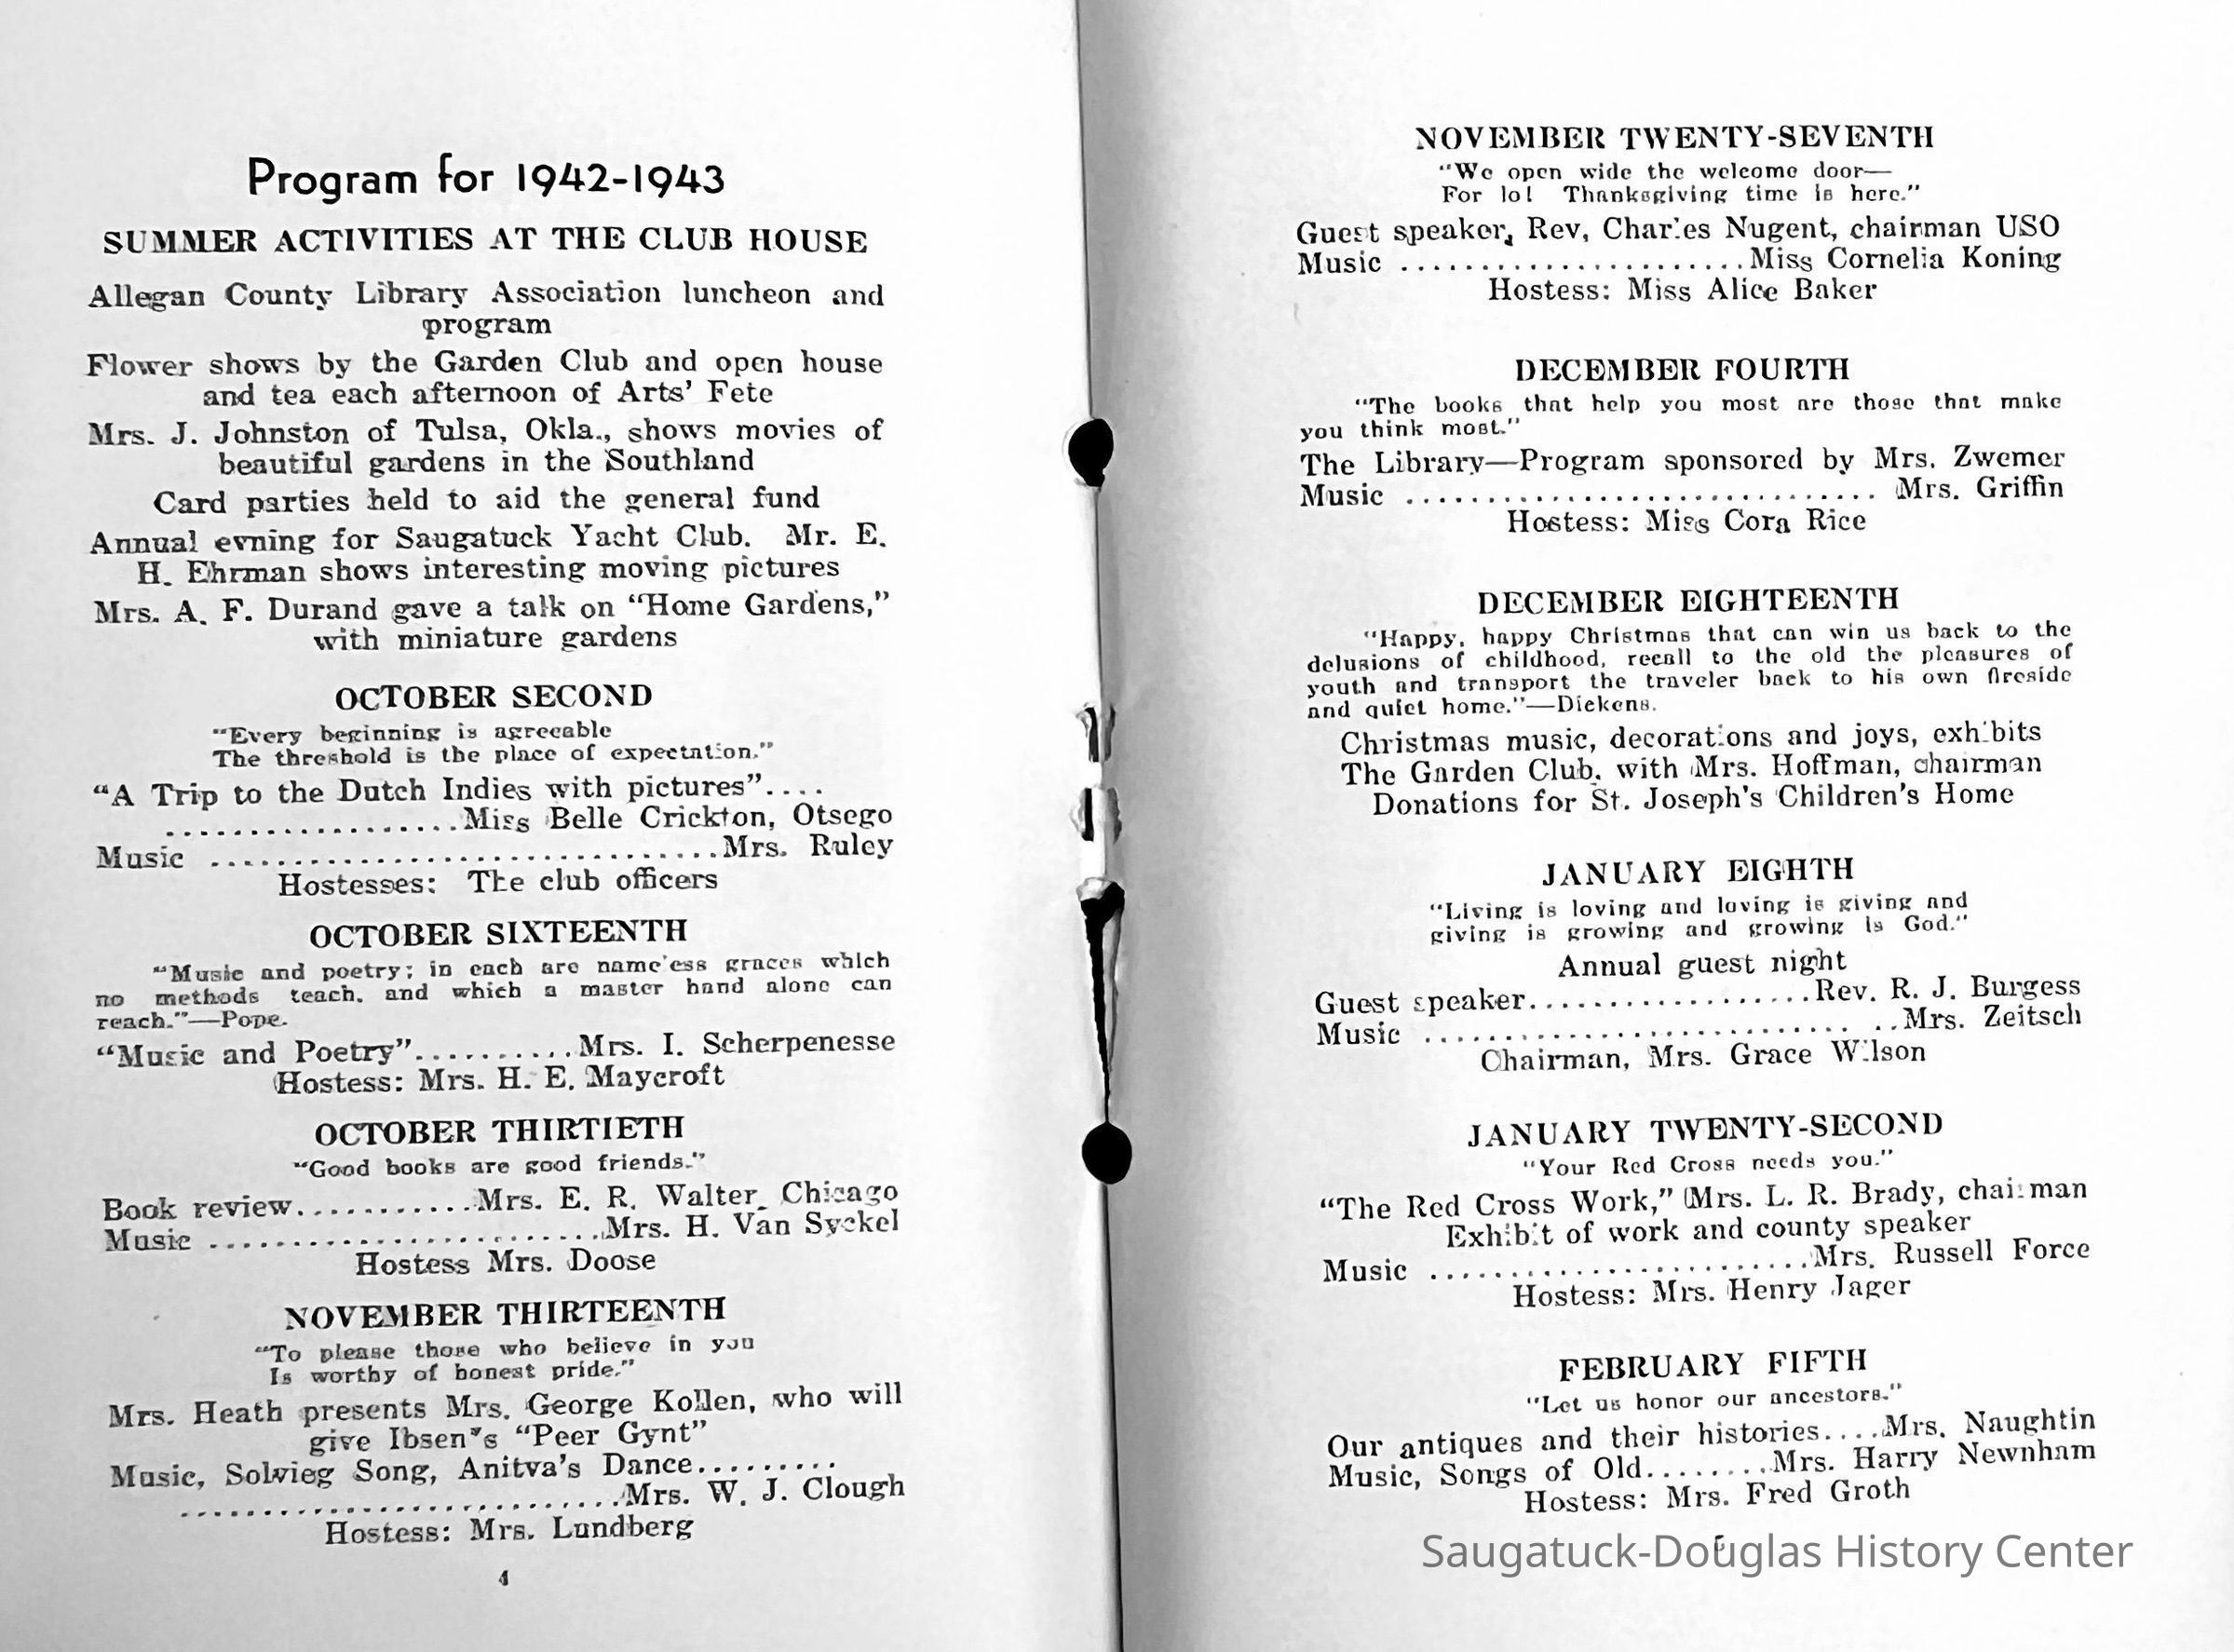 Program for 1942-1943
SUMMER ACTIVITIES AT THE CLUB HOUSE
Allegan County Library Association luncheon and
program
Flower shows by the Garden Club and open house
and tea each afternoon of Arts' Fete
Mrs. J. Johnston of Tulsa, Okla., shows movies of
beautiful gardens in the Southland
Card parties held to aid the general fund
Annual evning for Saugatuck Yacht Club. Mr. E.
H. Ehrman shows interesting moving pictures
Mrs. A. F. Durand gave a talk on "Home Gardens,"
with miniature gardens
OCTOBER SECOND
"Every beginning is agreeable
The threshold is the place of expectation."
"A Trip to the Dutch Indies with pictures"....
..................Miss Belle Crickton, Otsego
Music ................................Mrs. Ruley
Hostesses: The club officers
OCTOBER SIXTEENTH
"Music and poetry; in each are nameless graces which
no methods teach, and which a master hand alone can
reach."—Pope.
"Music and Poetry"..........Mrs. I. Scherpenesse
Hostess: Mrs. H. E. Maycroft
OCTOBER THIRTIETH
"Good books are good friends."
Book review...........Mrs. E. R. Walter, Chicago
Music .........................Mrs. H. Van Syckel
Hostess Mrs. Doose
NOVEMBER THIRTEENTH
"To please those who believe in you
Is worthy of honest pride."
Mrs. Heath presents Mrs. George Kollen, who will
give Ibsen's "Peer Gynt"
Music, Solvieg Song, Anitva's Dance.........
............................Mrs. W. J. Clough
Hostess: Mrs. Lundberg
4
NOVEMBER TWENTY-SEVENTH
"We open wide the welcome door—
For lo! Thanksgiving time is here."
Guest speaker, Rev, Charles Nugent, chairman USO
Music ......................Miss Cornelia Koning
Hostess: Miss Alice Baker
DECEMBER FOURTH
"The books that help you most are those that make
you think most."
The Library—Program sponsored by Mrs. Zwemer
Music .............................. Mrs. Griffin
Hostess: Miss Cora Rice
DECEMBER EIGHTEENTH
"Happy, happy Christmas that can win us back to the
delusions of childhood, recall to the old the pleasures of
youth and transport the traveler back to his own fireside
and quiet home."—Diekens.
Christmas music, decorations and joys, exhibits
The Garden Club, with Mrs. Hoffman, chairman
Donations for St. Joseph's Children's Home
JANUARY EIGHTH
"Living is loving and loving is giving and
giving is growing and growing is God."
Annual guest night
Guest speaker..................Rev. R. J. Burgess
Music ........................... ..Mrs. Zeitsch
Chairman, Mrs. Grace Wilson
JANUARY TWENTY-SECOND
"Your Red Cross needs you."
"The Red Cross Work," Mrs. L. R. Brady, chairman
Exhibit of work and county speaker
Music ........................Mrs. Russell Force
Hostess: Mrs. Henry Jager
FEBRUARY FIFTH
"Let us honor our ancestors."
Our antiques and their histories....Mrs. Naughtin
Music, Songs of Old........Mrs. Harry Newnham
Hostess: Mrs. Fred Groth
Saugatuck-Douglas History Center